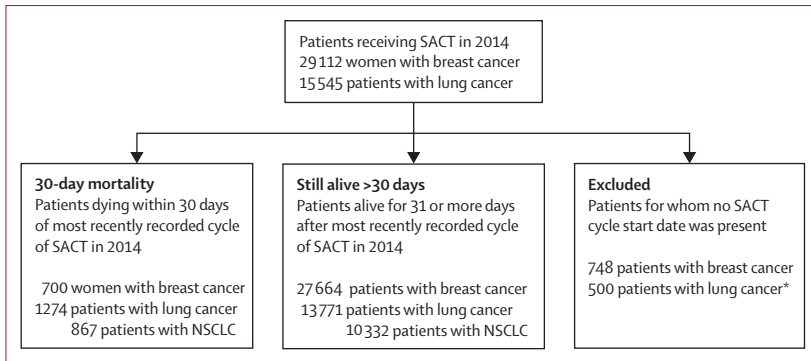 Patients receiving SACT in 2014
29 112 women with breast cancer
15 545 patients with lung cancer
30-day mortality
Patients dying within 30 days
of most recently recorded cycle
of SACT in 2014
700 women with breast cancer
1274 patients with lung cancer
867 patients with NSCLC
Still alive >30 days
Patients alive for 31 or more days
after most recently recorded cycle
of SACT in 2014
27 664 patients with breast cancer
13 771 patients with lung cancer
10 332 patients with NSCLC
Excluded
Patients for whom no SACT
cycle start date was present
748 patients with breast cancer
500 patients with lung cancer*